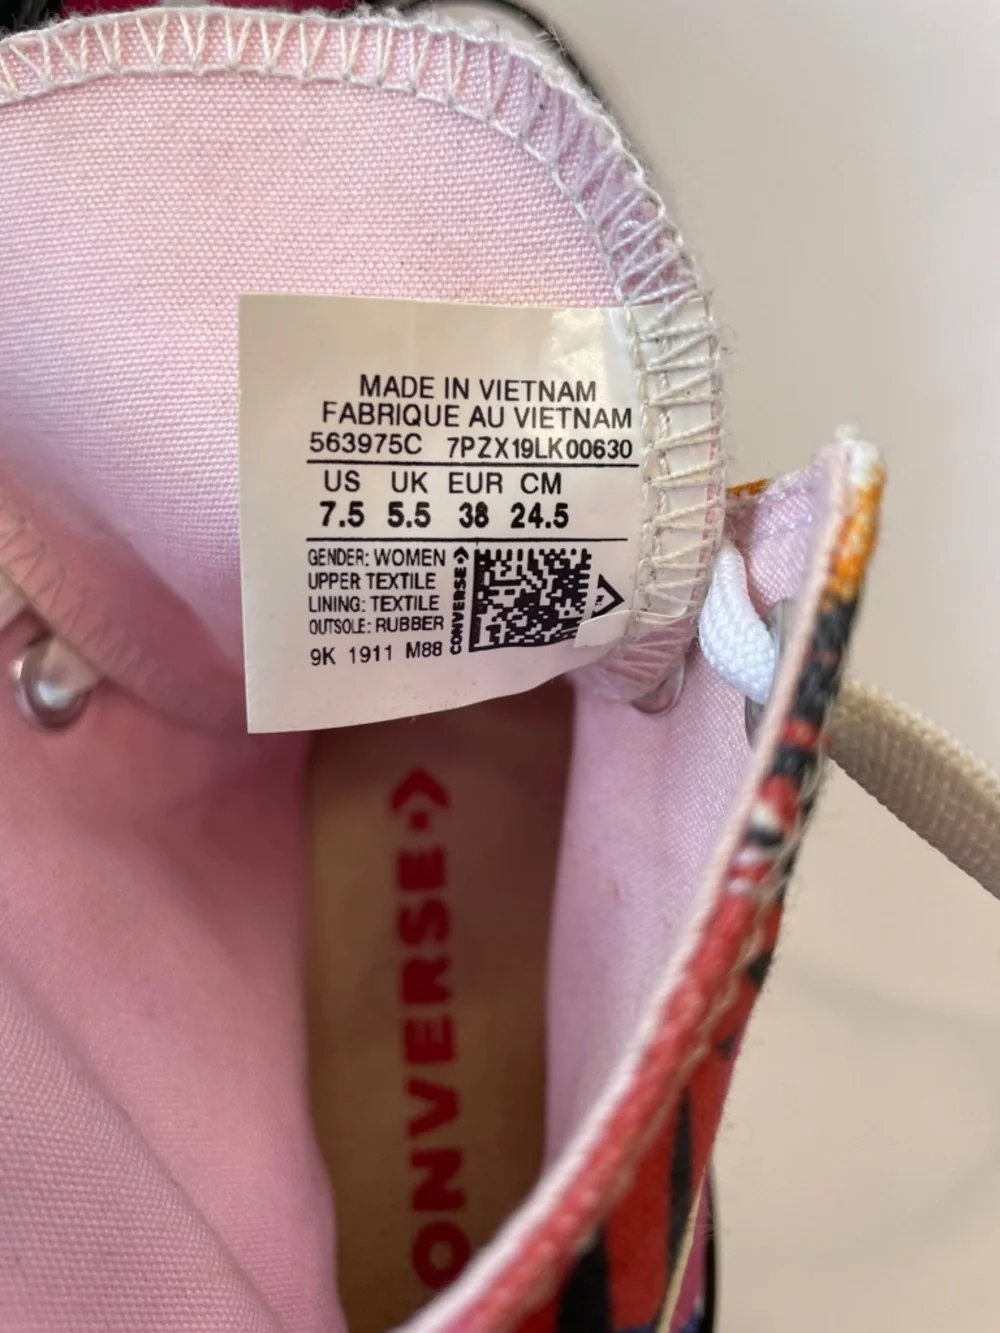 MADE IN VIETNAM
FABRIQUE AU VIETNAM
563975C 7PZX19LK00630
US UK EUR CM
7.5 5.5 38 24.5
GENDER: WOMEN
UPPER TEXTILE
LINING: TEXTILE
OUTSOLE: RUBBER
9K 1911 M88
CONVERSE
ONVERSE